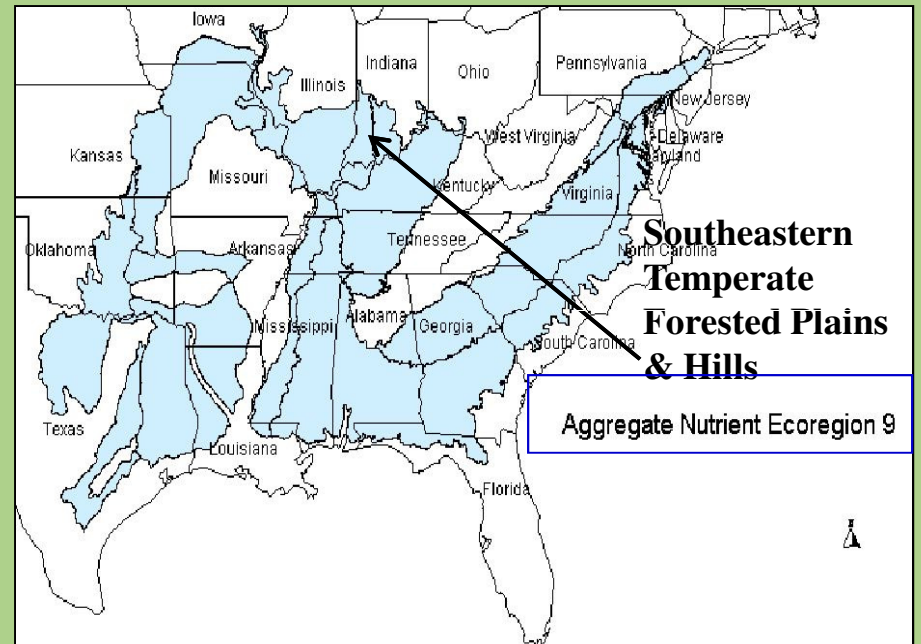 Iowa
Illinois
Indiana
Ohio
Pennsylvania
New Jersey
West Virginia
Delaware
Maryland
Kansas
Missouri
Kentucky
Virginia
Oklahoma
Arkansas
Tennessee
North Carolina
Mississippi
Alabama
Georgia
South Carolina
Southeastern
Temperate
Forested Plains
& Hills
Texas
Louisiana
Aggregate Nutrient Ecoregion 9
Florida